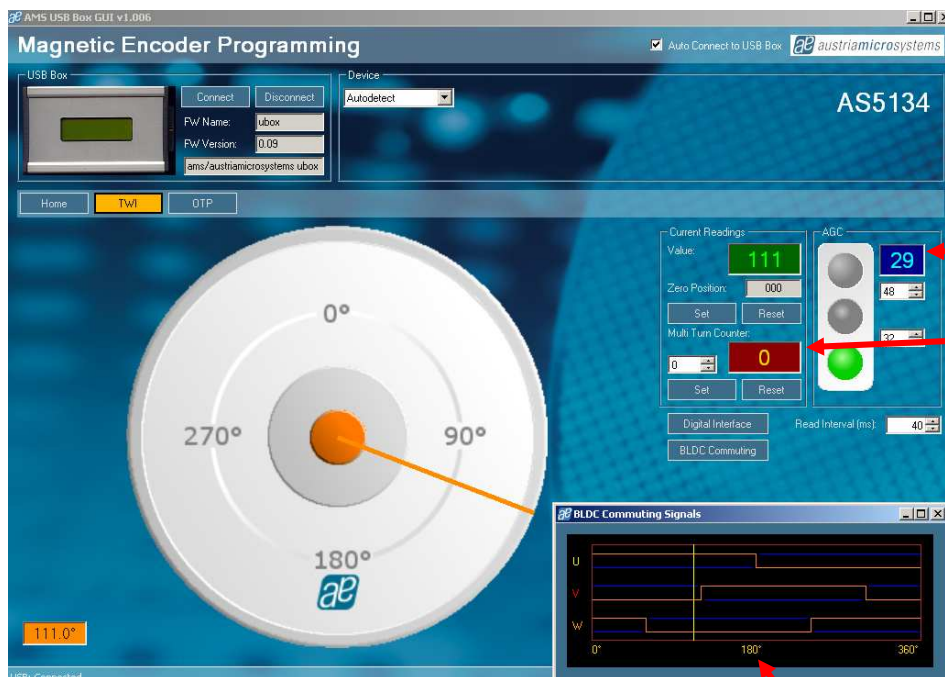 AMS USB Box GUI v1.006
Magnetic Encoder Programming
Auto Connect to USB Box
austriamicrosystems
USB Box
Connect
Disconnect
FW Name:
ubox
FW Version:
0.09
ams/austriamicrosystems ubox
Device
Autodetect
AS5134
Home
TWI
OTP
Current Readings
Value:
111
Zero Position:
000
Set
Reset
Multi Turn Counter:
0
0
Set
Reset
AGC
29
48
32
Digital Interface
BLDC Commuting
Read Interval (ms):
40
0°
90°
180°
270°
111.0°
BLDC Commuting Signals
U
V
W
0°
180°
360°
USB: Connected